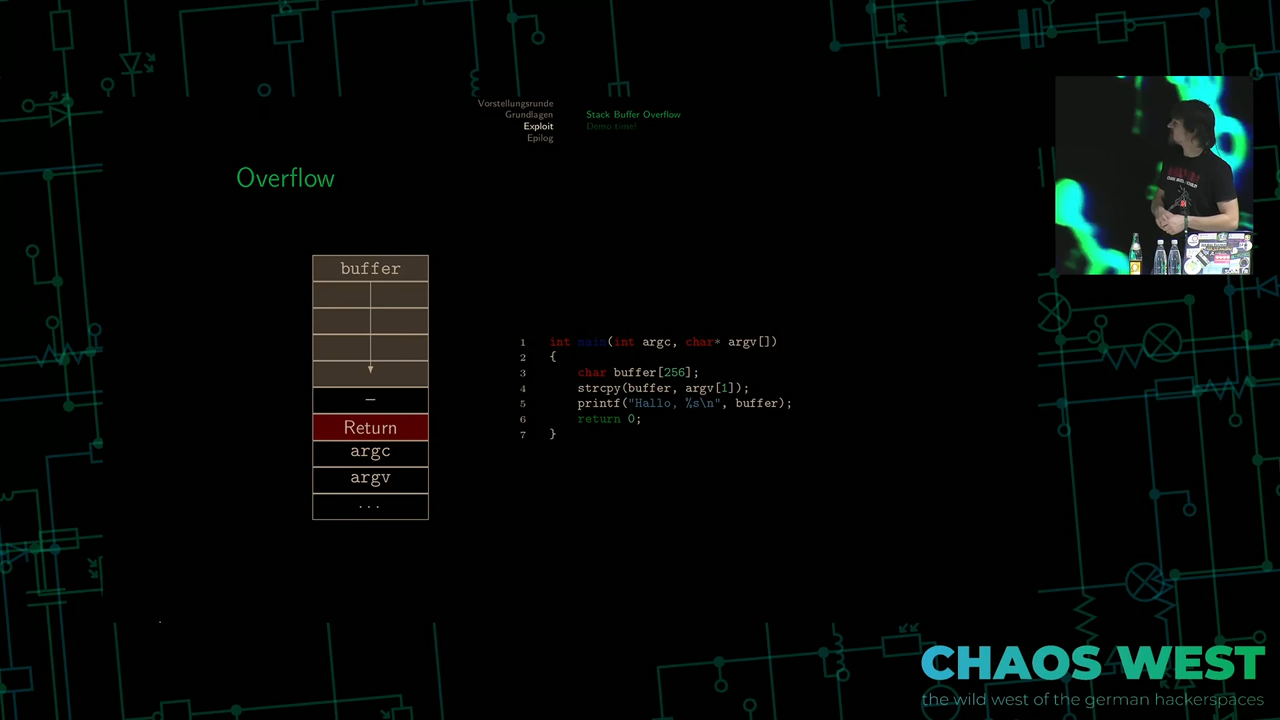 Vorstellungsrunde
Grundlagen
Exploit
Epilog
Stack Buffer Overflow
Demo time!
Overflow
buffer
—
Return
argc
argv
...
1 int main(int argc, char* argv[])
2 {
3 char buffer[256];
4 strcpy(buffer, argv[1]);
5 printf("Hallo, %s\n", buffer);
6 return 0;
7 }
CHAOS WEST
the wild west of the german hackerspaces